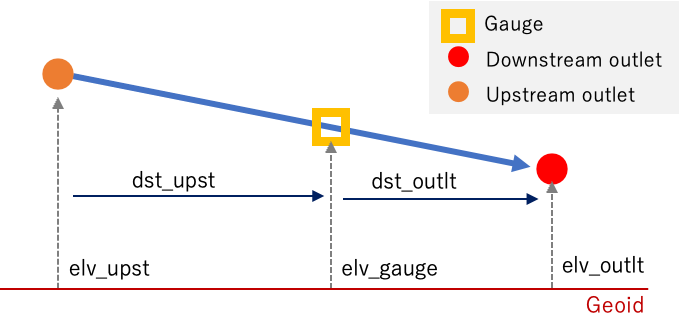 Gauge
Downstream outlet
Upstream outlet
dst_upst
dst_outlt
elv_upst
elv_gauge
elv_outlt
Geoid